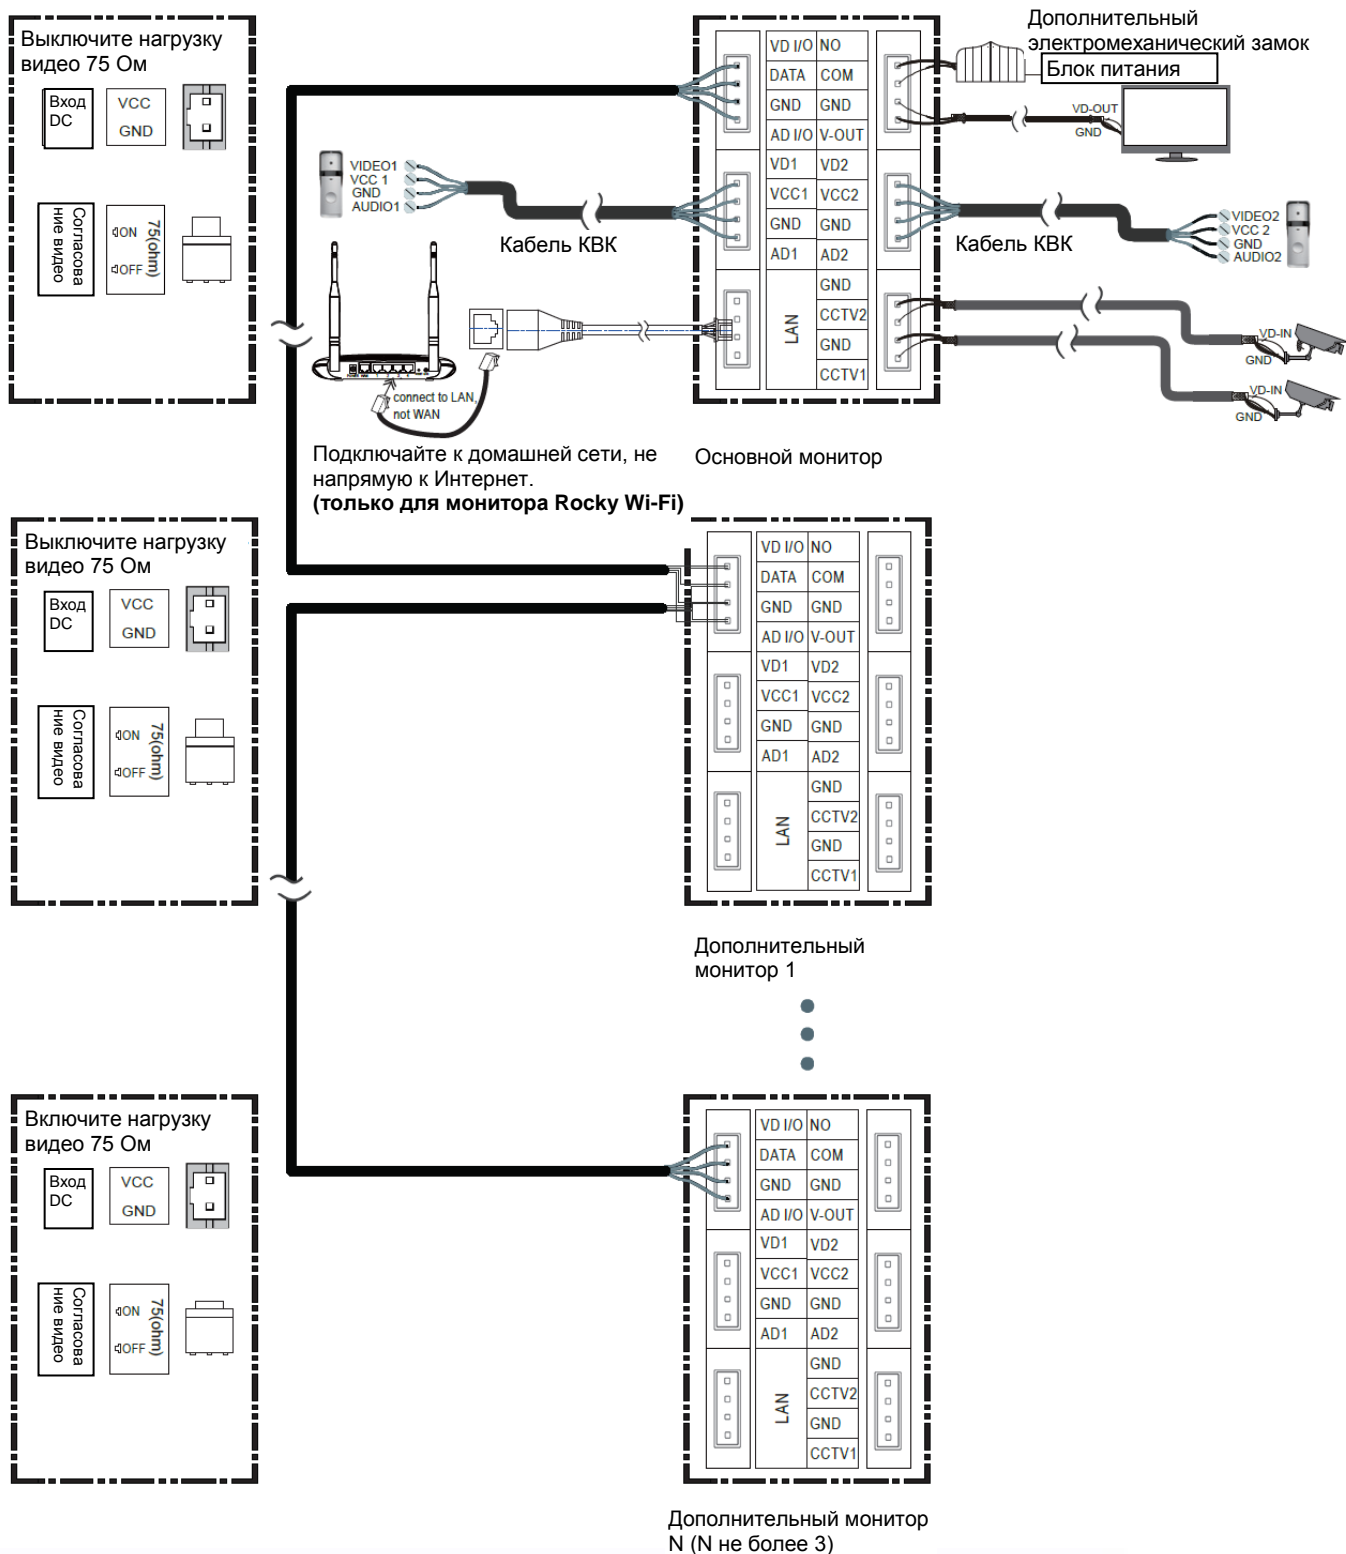 Выключите нагрузку
видео 75 Ом
Вход
DC
VCC
GND
Согласова
ние видео
ON
OFF
75(ohm)
VIDEO1
VCC 1
GND
AUDIO1
Кабель КВК
connect to LAN,
not WAN
Подключайте к домашней сети, не
напрямую к Интернет.
(только для монитора Rocky Wi-Fi)
VD I/O NO
DATA COM
GND GND
AD I/O V-OUT
VD1 VD2
VCC1 VCC2
GND GND
AD1 AD2
GND
CCTV2
LAN
GND
CCTV1
Основной монитор
Дополнительный
электромеханический замок
Блок питания
VD-OUT
GND
Кабель КВК
VIDEO2
VCC 2
GND
AUDIO2
VD-IN
GND
VD-IN
GND
Выключите нагрузку
видео 75 Ом
Вход
DC
VCC
GND
Согласова
ние видео
ON
OFF
75(ohm)
VD I/O NO
DATA COM
GND GND
AD I/O V-OUT
VD1 VD2
VCC1 VCC2
GND GND
AD1 AD2
GND
CCTV2
LAN
GND
CCTV1
Дополнительный
монитор 1
Включите нагрузку
видео 75 Ом
Вход
DC
VCC
GND
Согласова
ние видео
ON
OFF
75(ohm)
VD I/O NO
DATA COM
GND GND
AD I/O V-OUT
VD1 VD2
VCC1 VCC2
GND GND
AD1 AD2
GND
CCTV2
LAN
GND
CCTV1
Дополнительный монитор
N (N не более 3)